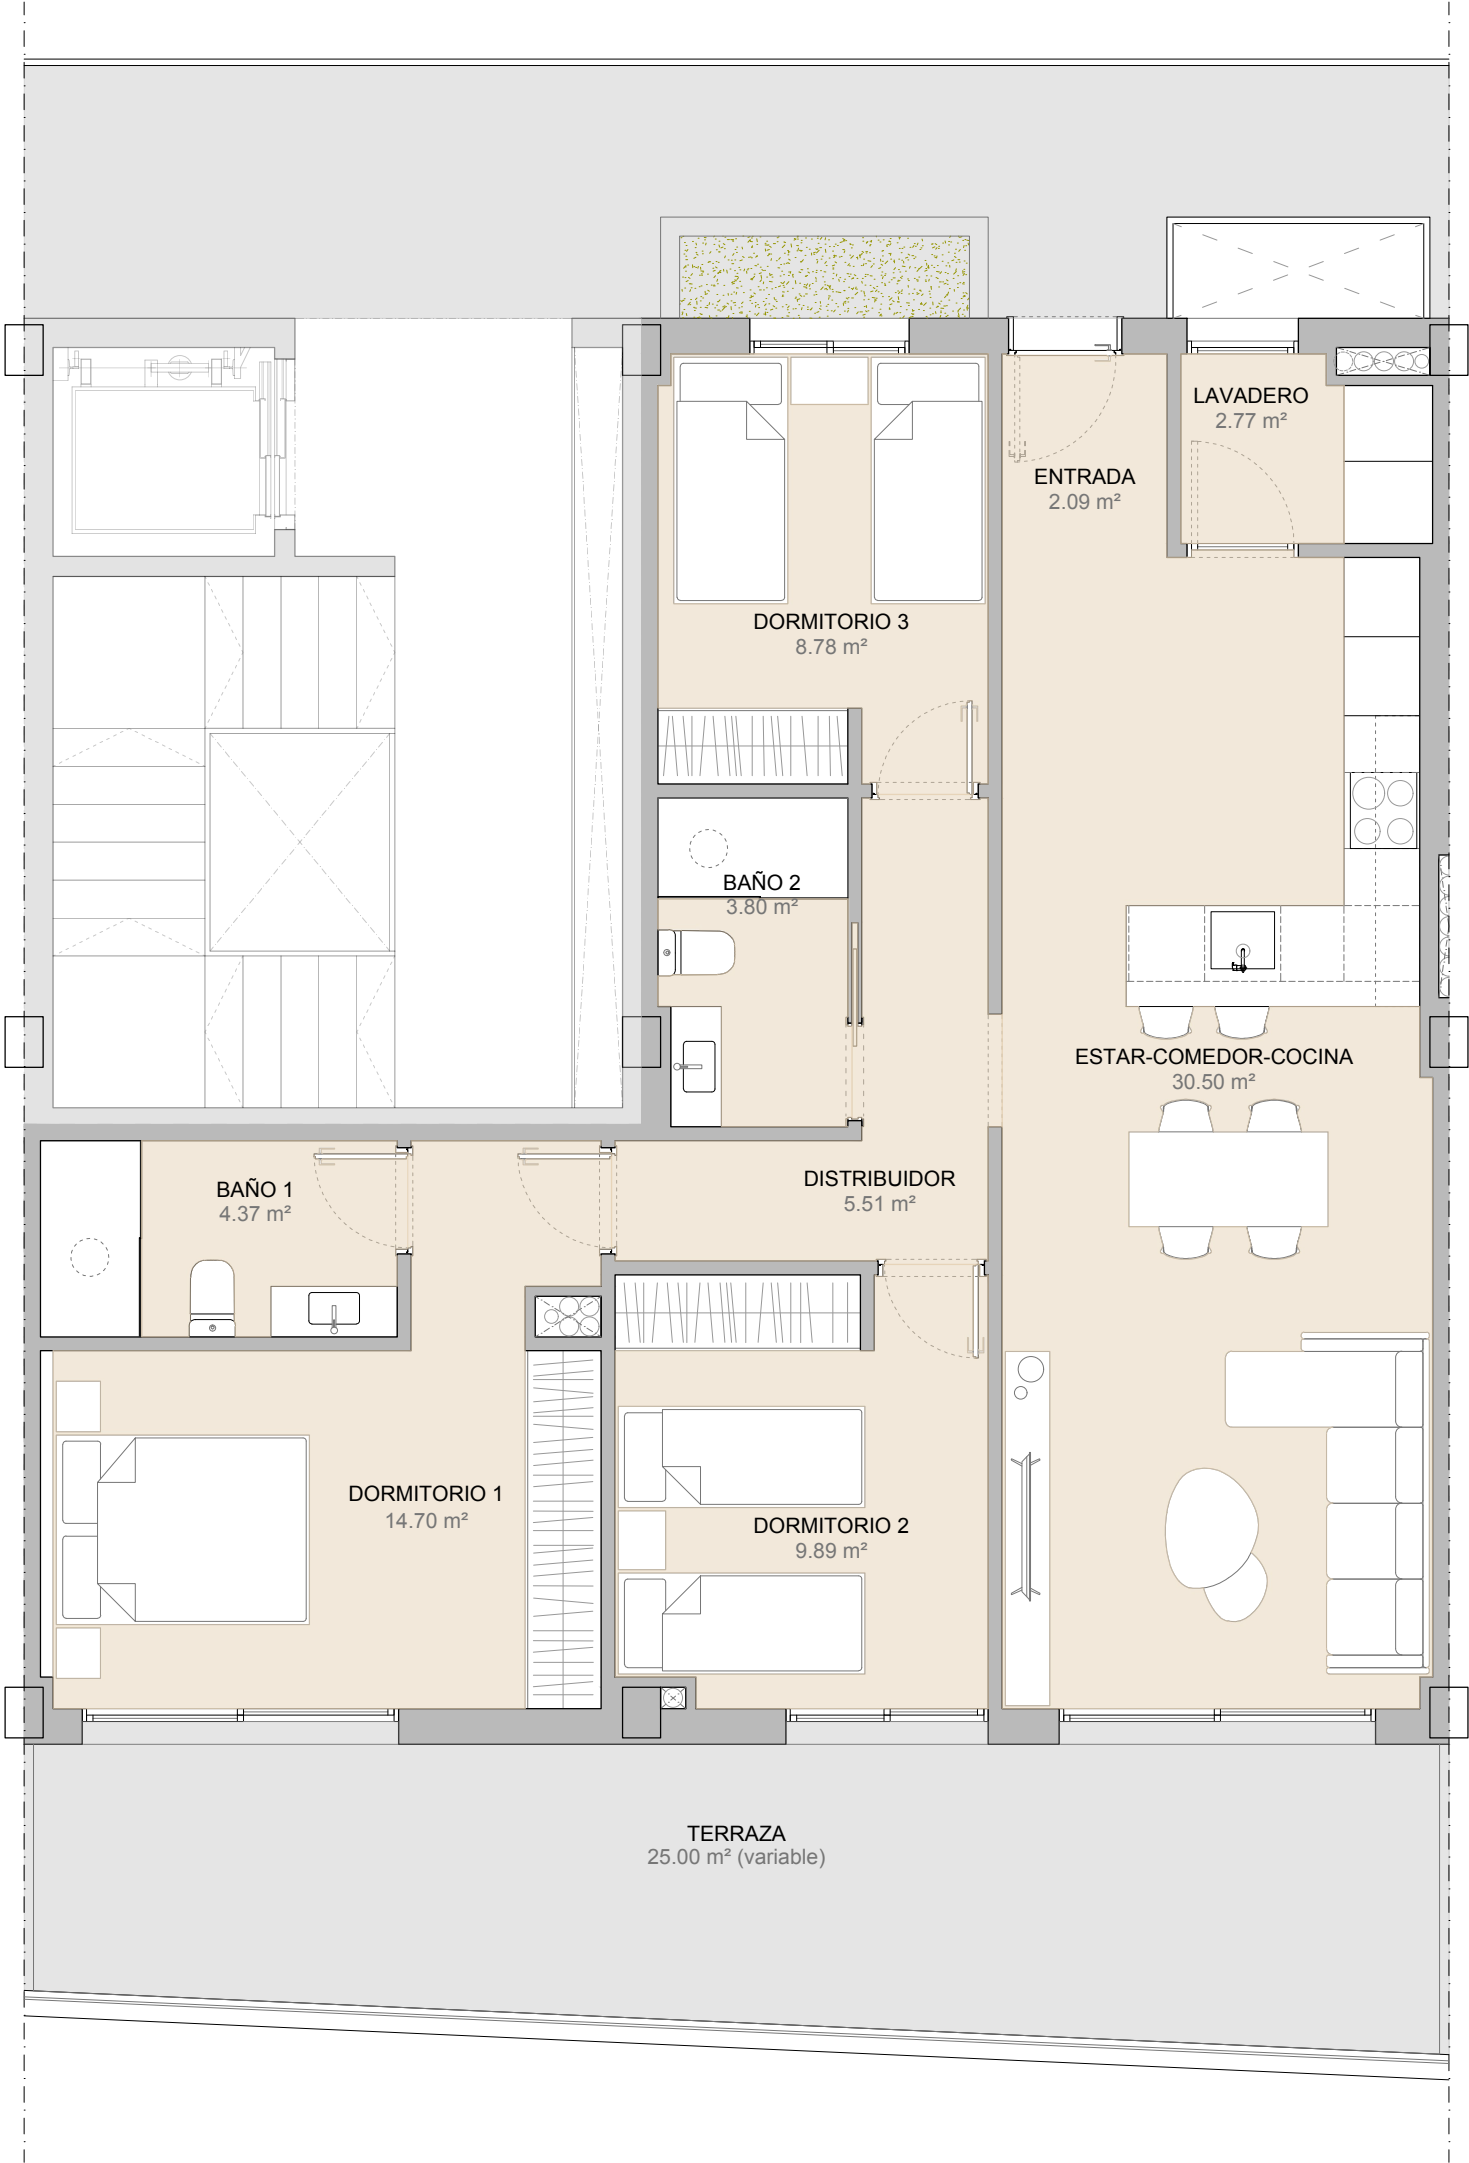 LAVADERO
2.77 m²
ENTRADA
2.09 m²
DORMITORIO 3
8.78 m²
BAÑO 2
3.80 m²
ESTAR-COMEDOR-COCINA
30.50 m²
DISTRIBUIDOR
5.51 m²
BAÑO 1
4.37 m²
DORMITORIO 1
14.70 m²
DORMITORIO 2
9.89 m²
TERRAZA
25.00 m² (variable)